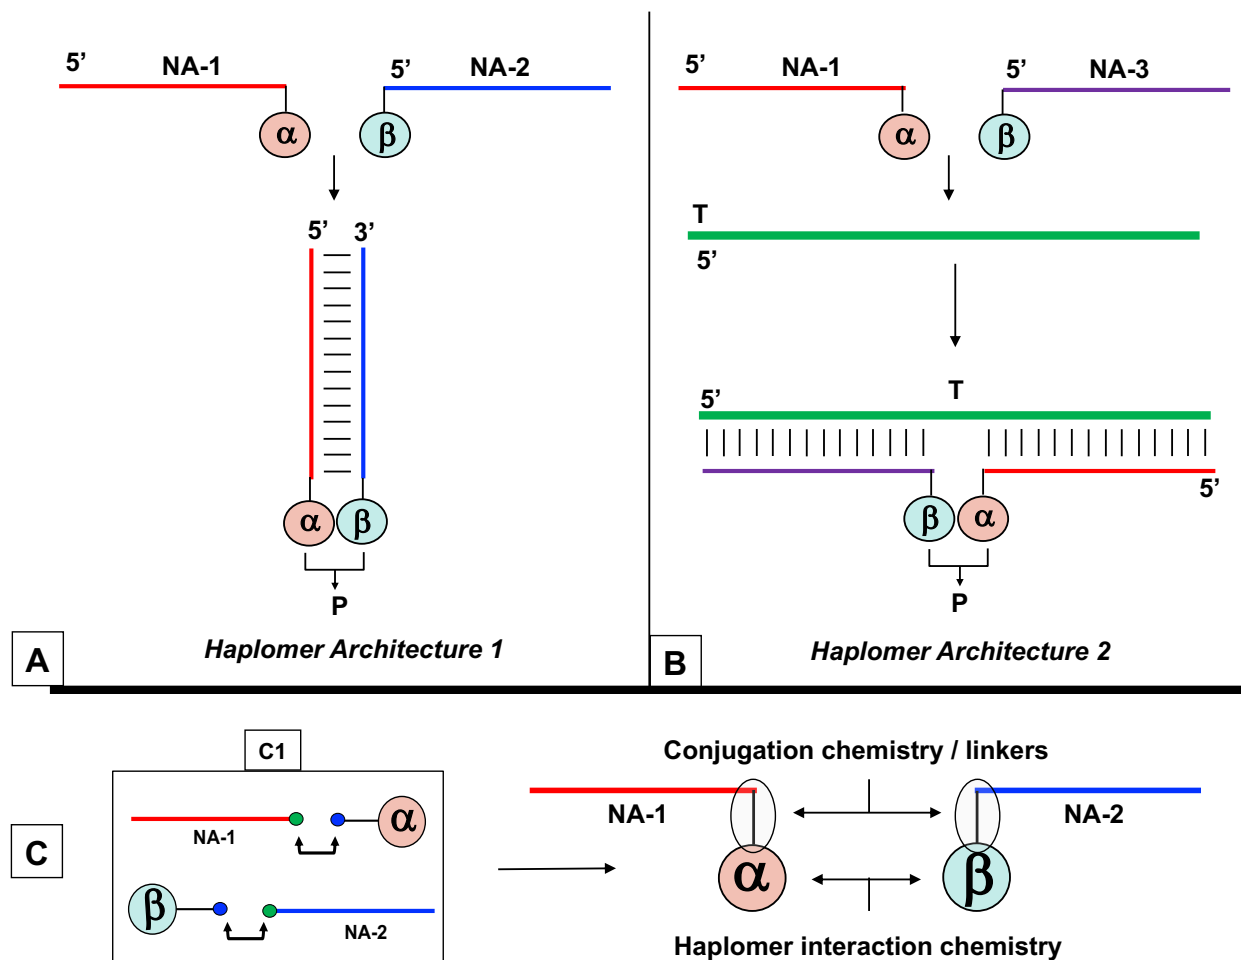 5’ NA-1 5’ NA-2
α β
5’ 3’
α β
P
A Haplomer Architecture 1
5’ NA-1 5’ NA-3
α β
T
5’
T
5’
5’
β α
P
B Haplomer Architecture 2
C1
NA-1 α
C
β NA-2
Conjugation chemistry / linkers
NA-1 NA-2
α β
Haplomer interaction chemistry